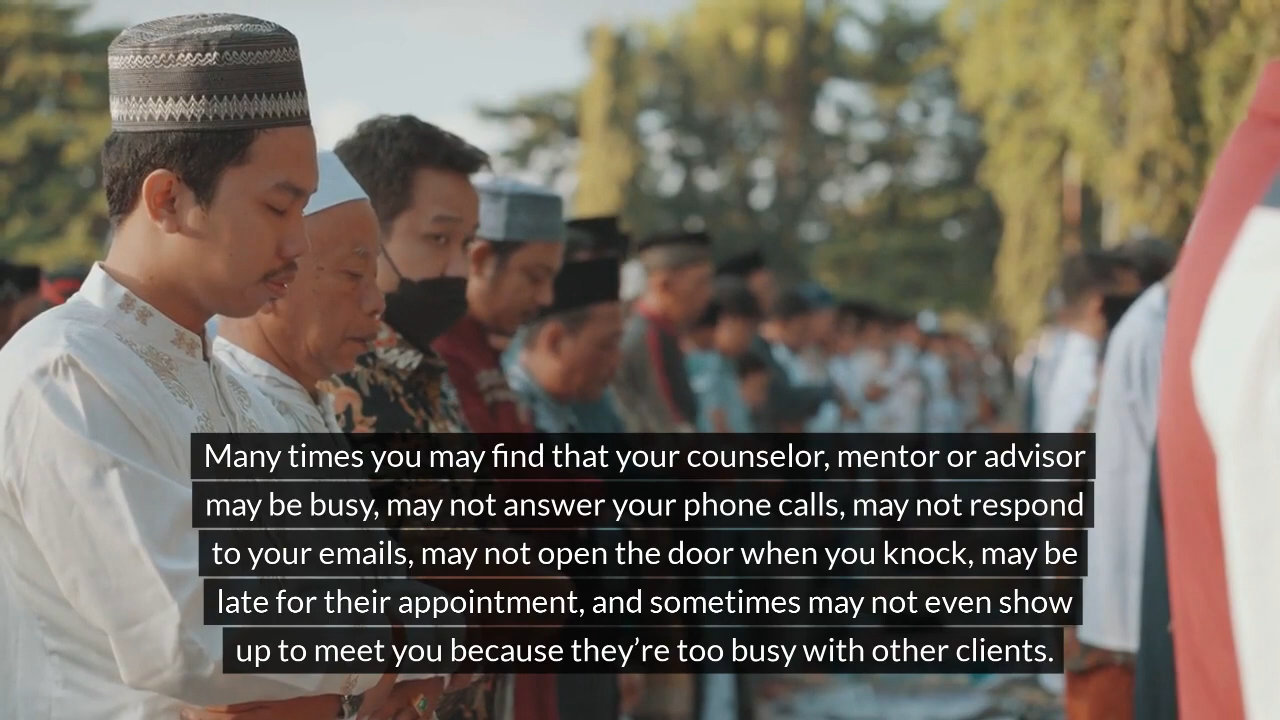 Many times you may find that your counselor, mentor or advisor
may be busy, may not answer your phone calls, may not respond
to your emails, may not open the door when you knock, may be
late for their appointment, and sometimes may not even show
up to meet you because they’re too busy with other clients.